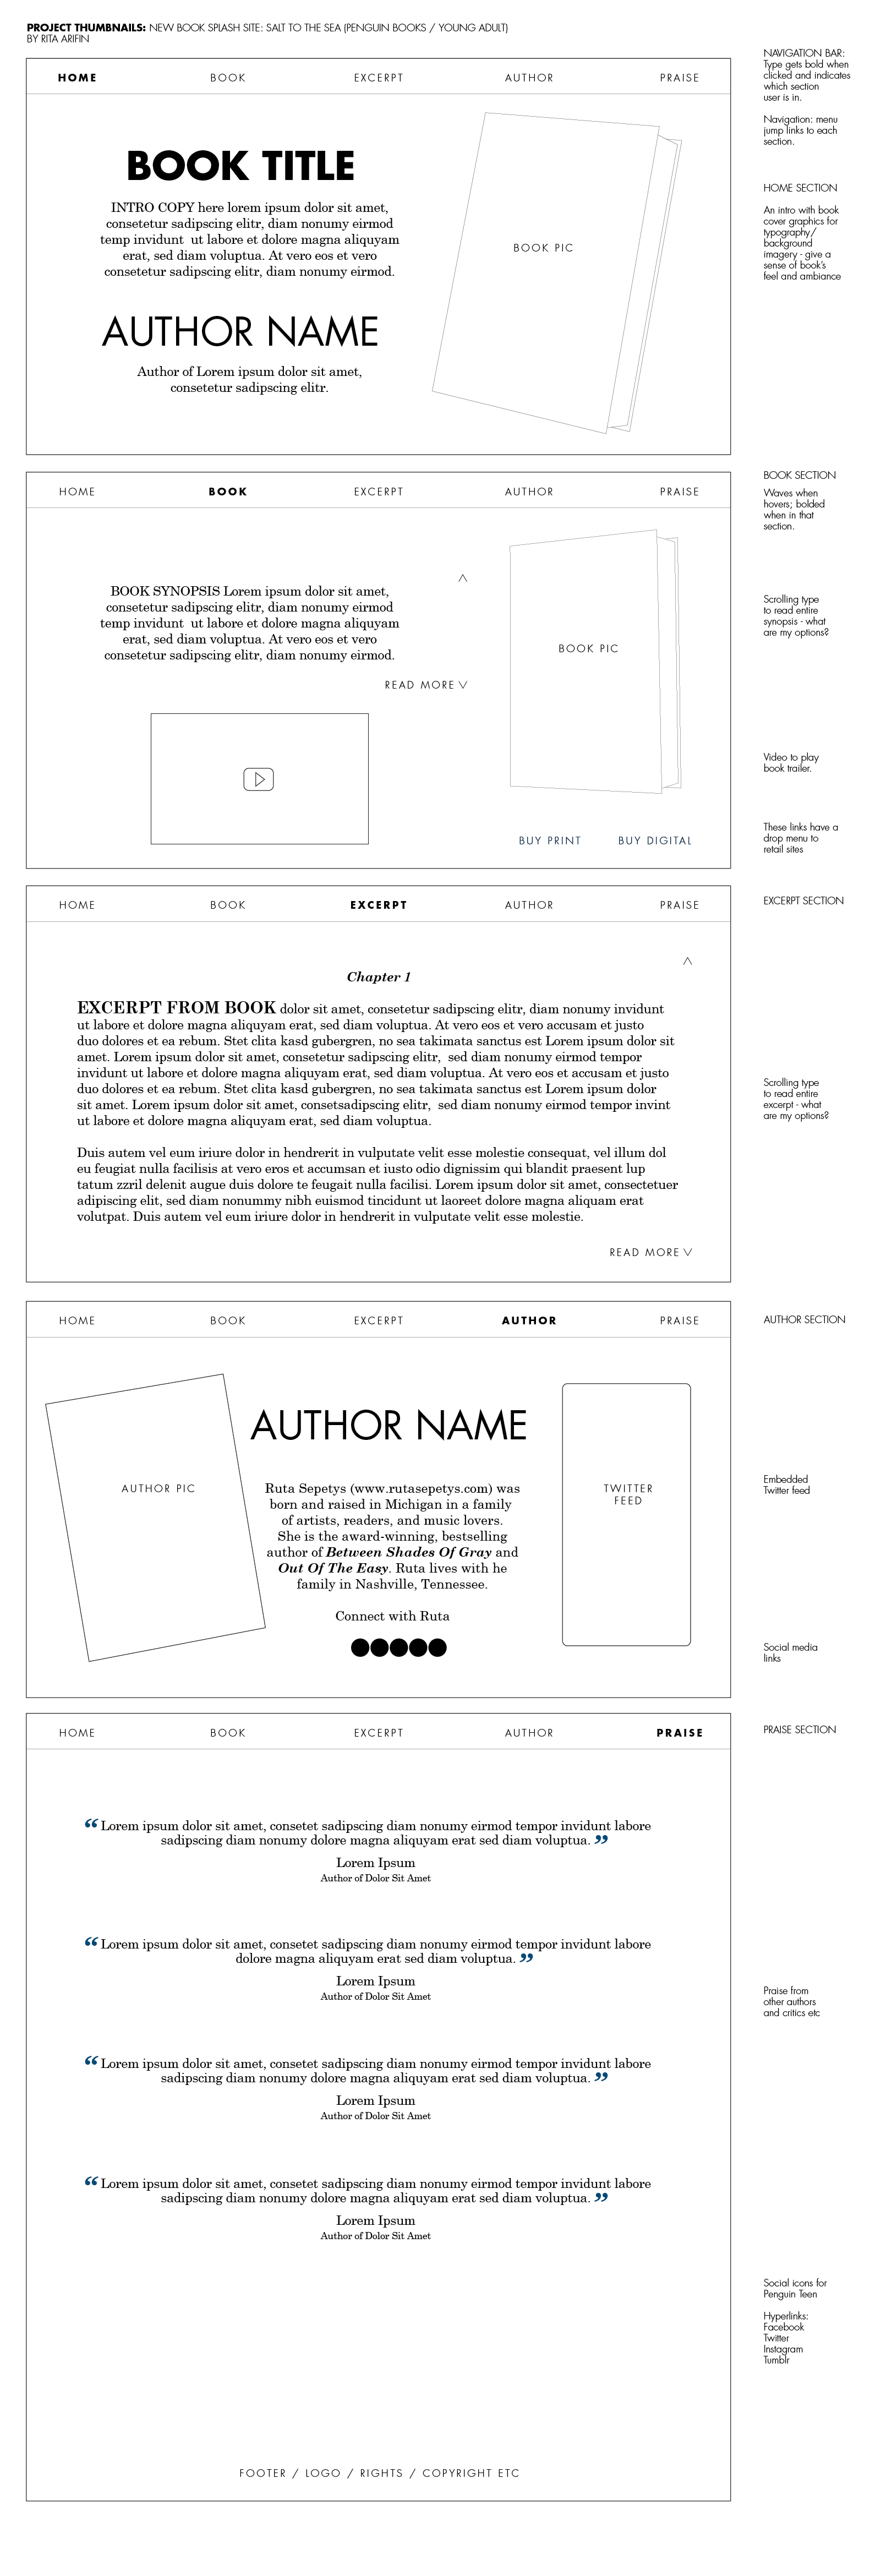 PROJECT THUMBNAILS: NEW BOOK SPLASH SITE: SALT TO THE SEA (PENGUIN BOOKS / YOUNG ADULT)
BY RITA ARIFIN
HOME BOOK EXCERPT AUTHOR PRAISE
BOOK TITLE
INTRO COPY here lorem ipsum dolor sit amet,
consetetur sadipscing elitr, diam nonumy eirmod
temp invidunt ut labore et dolore magna aliquyam
erat, sed diam voluptua. At vero eos et vero
consetetur sadipscing elitr, diam nonumy eirmod.
AUTHOR NAME
Author of Lorem ipsum dolor sit amet,
consetetur sadipscing elitr.
BOOK PIC
NAVIGATION BAR:
Type gets bold when
clicked and indicates
which section
user is in.
Navigation: menu
jump links to each
section.
HOME SECTION
An intro with book
cover graphics for
typography/
background
imagery - give a
sense of book's
feel and ambiance
HOME BOOK EXCERPT AUTHOR PRAISE
BOOK SYNOPSIS Lorem ipsum dolor sit amet,
consetetur sadipscing elitr, diam nonumy eirmod
temp invidunt ut labore et dolore magna aliquyam
erat, sed diam voluptua. At vero eos et vero
consetetur sadipscing elitr, diam nonumy eirmod.
READ MORE
BOOK PIC
BUY PRINT BUY DIGITAL
BOOK SECTION
Waves when
hovers; bolded
when in that
section.
Scrolling type
to read entire
synopsis - what
are my options?
Video to play
book trailer.
These links have a
drop menu to
retail sites
HOME BOOK EXCERPT AUTHOR PRAISE
Chapter 1
EXCERPT FROM BOOK dolor sit amet, consetetur sadipscing elitr, diam nonumy invidunt
ut labore et dolore magna aliquyam erat, sed diam voluptua. At vero eos et vero accusam et justo
duo dolores et ea rebum. Stet clita kasd gubergren, no sea takimata sanctus est Lorem ipsum dolor sit
amet. Lorem ipsum dolor sit amet, consetetur sadipscing elitr, sed diam nonumy eirmod tempor
invidunt ut labore et dolore magna aliquyam erat, sed diam voluptua. At vero eos et accusam et justo
duo dolores et ea rebum. Stet clita kasd gubergren, no sea takimata sanctus est Lorem ipsum dolor
sit amet. Lorem ipsum dolor sit amet, consetsadipscing elitr, sed diam nonumy eirmod tempor invint
ut labore et dolore magna aliquyam erat, sed diam voluptua.
Duis autem vel eum iriure dolor in hendrerit in vulputate velit esse molestie consequat, vel illum dol
eu feugiat nulla facilisis at vero eros et accumsan et iusto odio dignissim qui blandit praesent lup
tatum zzril delenit augue duis dolore te feugait nulla facilisi. Lorem ipsum dolor sit amet, consectetuer
adipiscing elit, sed diam nonummy nibh euismod tincidunt ut laoreet dolore magna aliquam erat
volutpat. Duis autem vel eum iriure dolor in hendrerit in vulputate velit esse molestie.
READ MORE
EXCERPT SECTION
Scrolling type
to read entire
excerpt - what
are my options?
HOME BOOK EXCERPT AUTHOR PRAISE
AUTHOR PIC
AUTHOR NAME
Ruta Sepetys (www.rutasepetys.com) was
born and raised in Michigan in a family
of artists, readers, and music lovers.
She is the award-winning, bestselling
author of Between Shades Of Gray and
Out Of The Easy. Ruta lives with he
family in Nashville, Tennessee.
Connect with Ruta
TWITTER
FEED
AUTHOR SECTION
Embedded
Twitter feed
Social media
links
HOME BOOK EXCERPT AUTHOR PRAISE
“ Lorem ipsum dolor sit amet, consetet sadipscing diam nonumy eirmod tempor invidunt labore
sadipscing diam nonumy dolore magna aliquyam erat sed diam voluptua. ”
Lorem Ipsum
Author of Dolor Sit Amet
“ Lorem ipsum dolor sit amet, consetet sadipscing diam nonumy eirmod tempor invidunt labore
dolore magna aliquyam erat sed diam voluptua. ”
Lorem Ipsum
Author of Dolor Sit Amet
“ Lorem ipsum dolor sit amet, consetet sadipscing diam nonumy eirmod tempor invidunt labore
sadipscing diam nonumy dolore magna aliquyam erat sed diam voluptua. ”
Lorem Ipsum
Author of Dolor Sit Amet
“ Lorem ipsum dolor sit amet, consetet sadipscing diam nonumy eirmod tempor invidunt labore
sadipscing diam nonumy dolore magna aliquyam erat sed diam voluptua. ”
Lorem Ipsum
Author of Dolor Sit Amet
FOOTER / LOGO / RIGHTS / COPYRIGHT ETC
PRAISE SECTION
Praise from
other authors
and critics etc
Social icons for
Penguin Teen
Hyperlinks:
Facebook
Twitter
Instagram
Tumblr